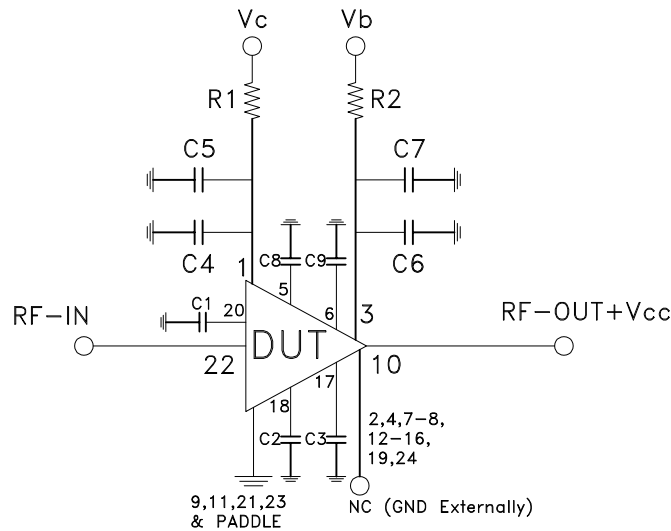 Vc Vb
R1 R2
C5 C7
C4 C8 C9 C6
1 5 6 3
C1 20
RF-IN DUT RF-OUT+Vcc
22 10
18 17
C2 C3
2,4,7-8,
12-16,
19,24
9,11,21,23
& PADDLE
NC (GND Externally)